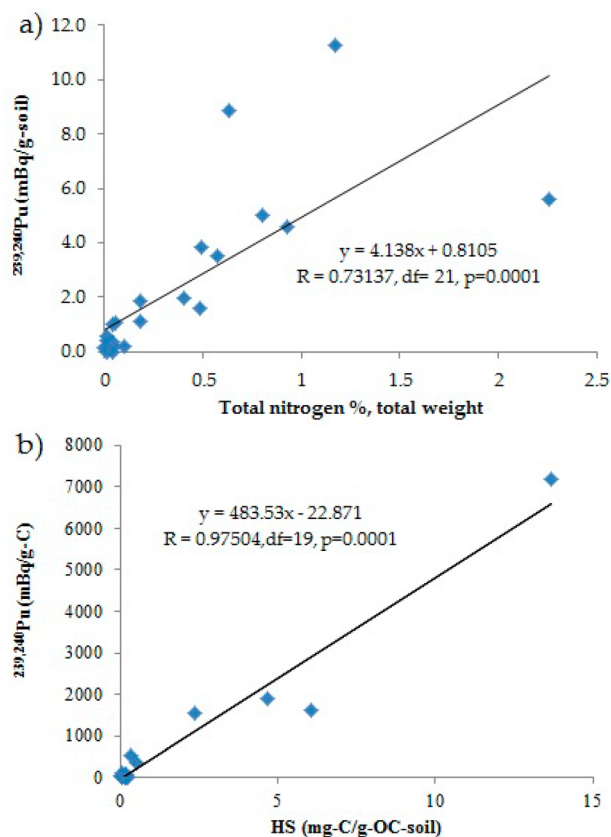 a)
12.0
10.0
8.0
6.0
4.0
2.0
0.0
239,240Pu (mBq/g-soil)
y = 4.138x + 0.8105
R = 0.73137, df= 21, p=0.0001
0 0.5 1 1.5 2 2.5
Total nitrogen %, total weight
b)
8000
7000
6000
5000
4000
3000
2000
1000
0
239,240Pu (mBq/g-C)
y = 483.53x - 22.871
R = 0.97504,df=19, p=0.0001
0 5 10 15
HS (mg-C/g-OC-soil)